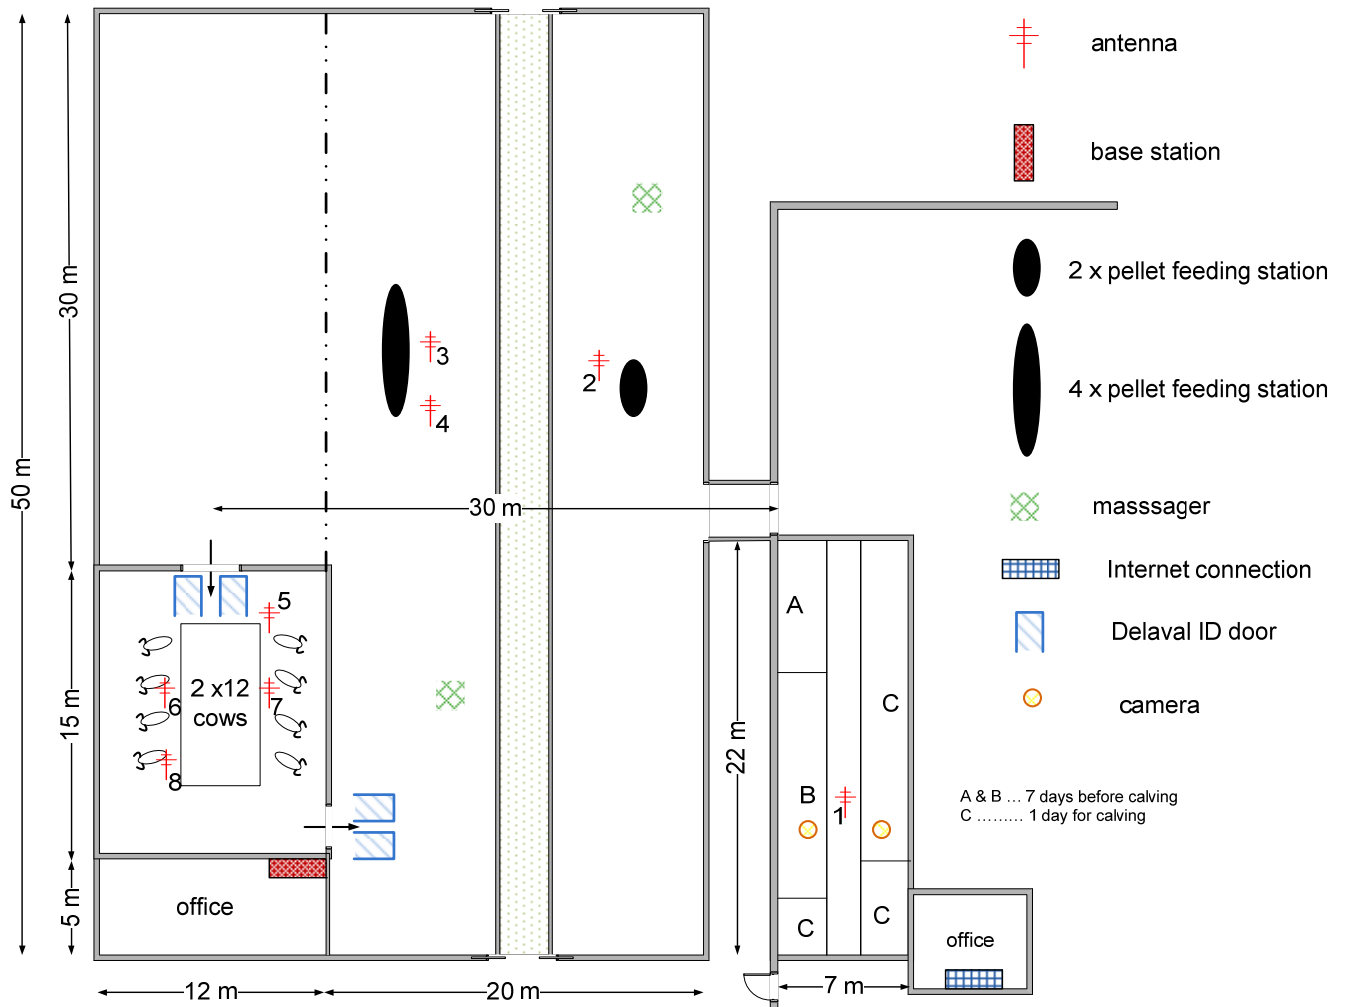 antenna
base station
2 x pellet feeding station
4 x pellet feeding station
masssager
Internet connection
Delaval ID door
camera
A & B ... 7 days before calving
C ......... 1 day for calving
50 m
30 m
15 m
5 m
30 m
3
4
2
5
6
7
8
2 x12
cows
office
12 m
20 m
22 m
A
B
1
C
C
C
7 m
office